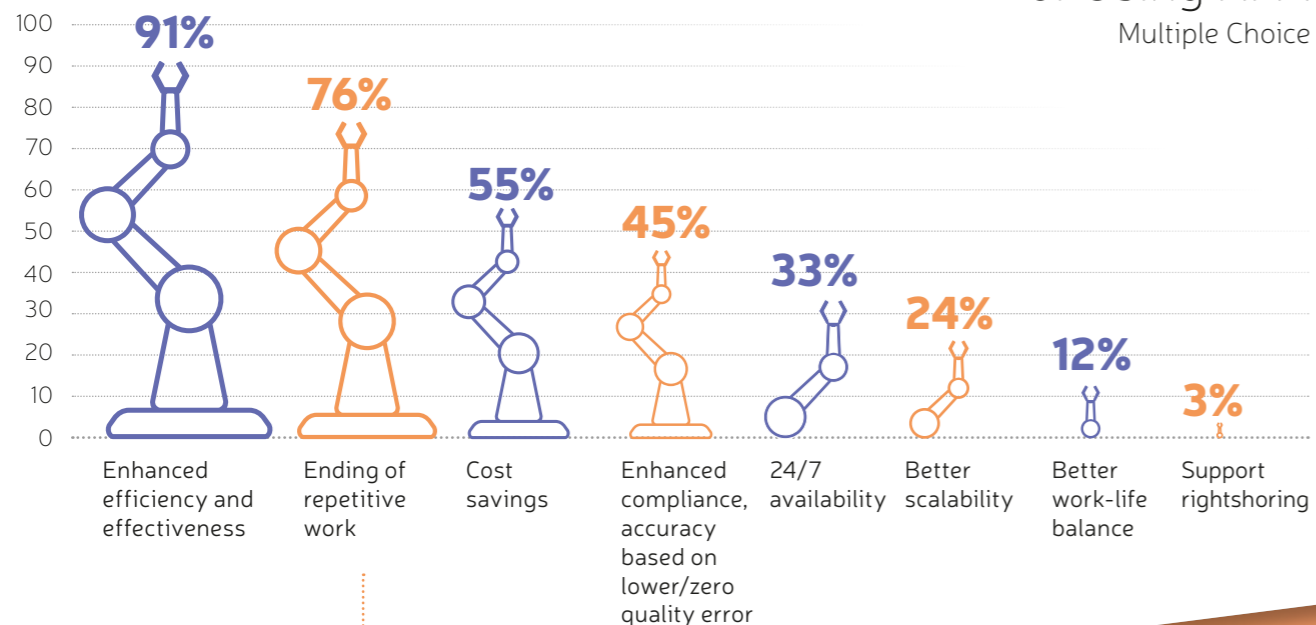 Multiple Choice
100
90
80
70
60
50
40
30
20
10
0
91%
76%
55%
45%
33%
24%
12%
3%
Enhanced
efficiency and
effectiveness
Ending of
repetitive
work
Cost
savings
Enhanced
compliance,
accuracy
based on
lower/zero
quality error
24/7
availability
Better
scalability
Better
work-life
balance
Support
rightshoring